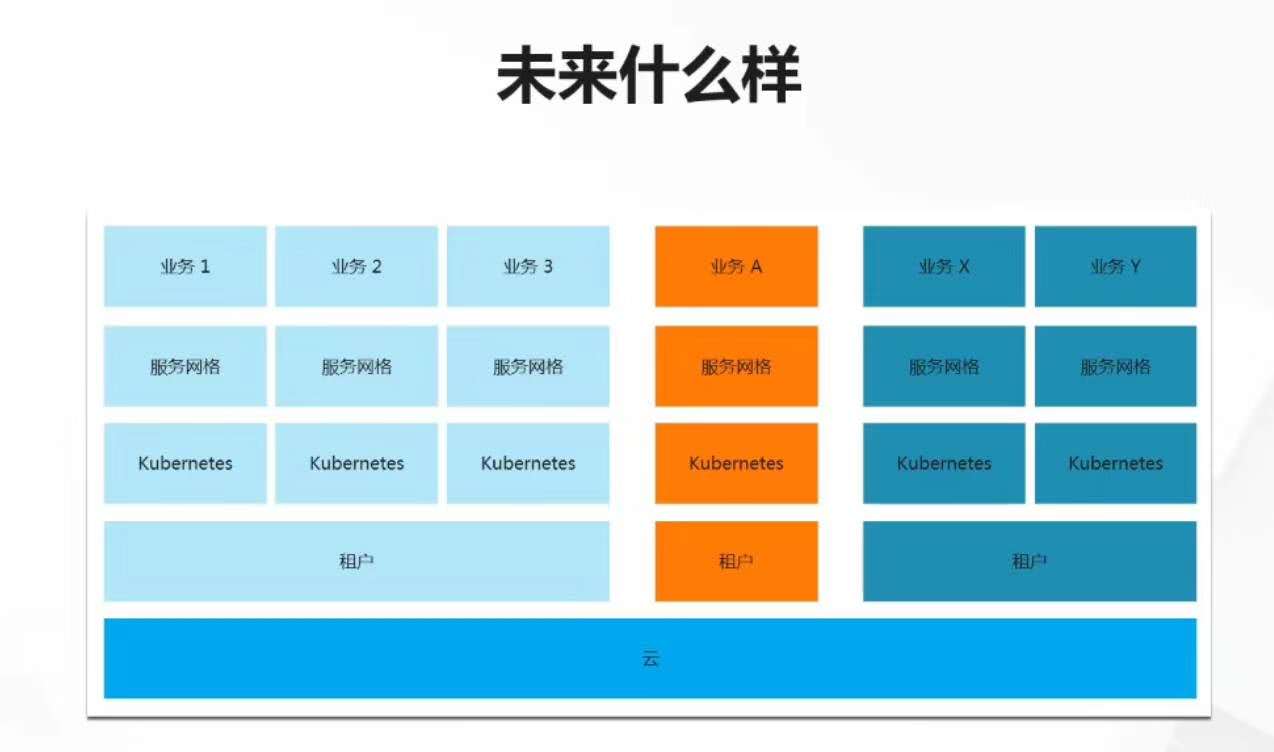 未来什么样
业务 1 业务 2 业务 3 业务 A 业务 X 业务 Y
服务网格 服务网格 服务网格 服务网格 服务网格 服务网格
Kubernetes Kubernetes Kubernetes Kubernetes Kubernetes Kubernetes
租户 租户 租户
云